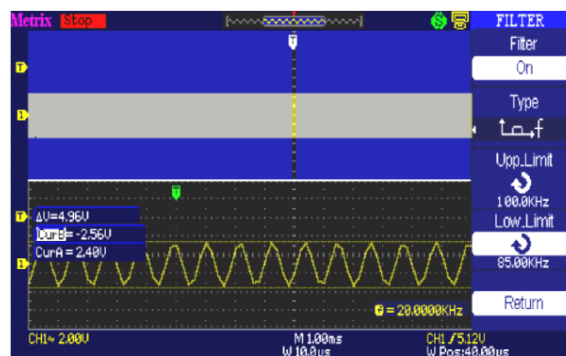 Metrix Stop FILTER
Filter
On
Type
Upp.Limit
100.0KHz
Low.Limit
85.00KHz
Return
T
1
T
ΔV=4.96V
CurB= -2.56V
CurA = 2.40V
1
= 20.0000KHz
CH1~ 2.00V M 1.00ms CH1 5.12V
W 10.0us W Pos:40.00us